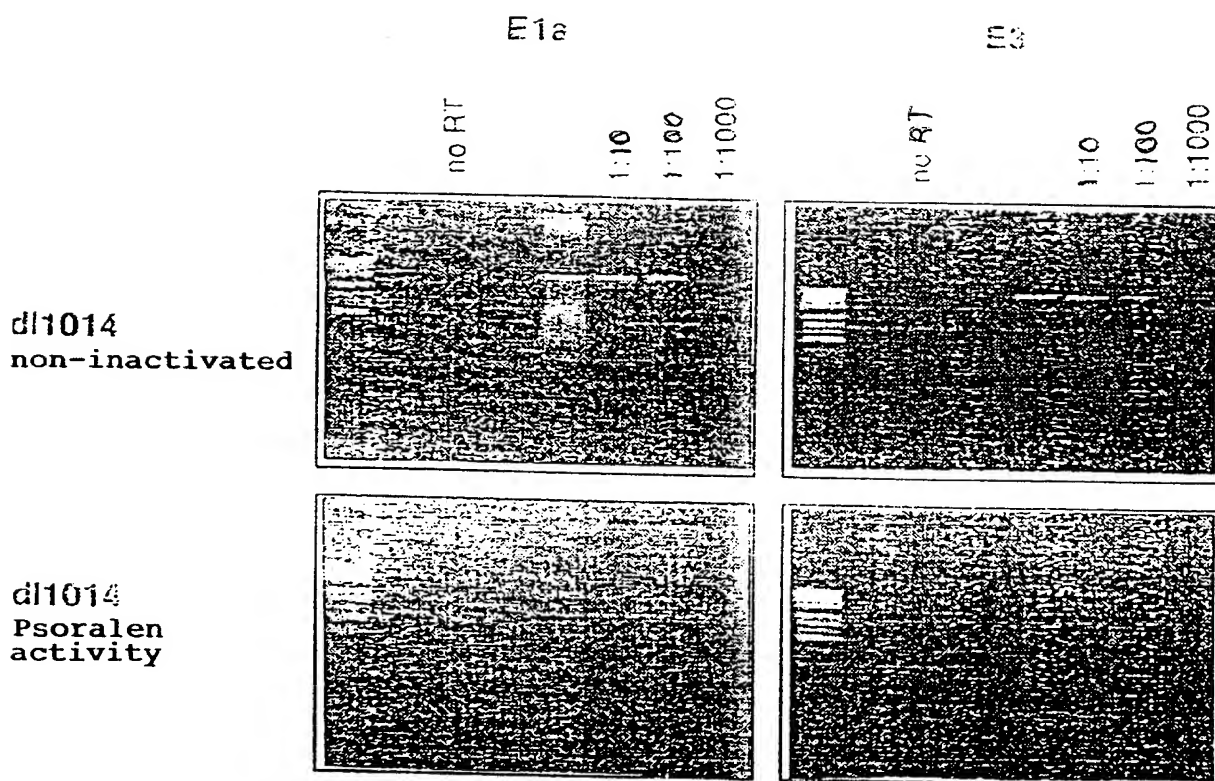 E1a
E3
no RT
1:10
1:100
1:1000
no RT
1:10
1:100
1:1000
dl1014
non-inactivated
dl1014
Psoralen
activity